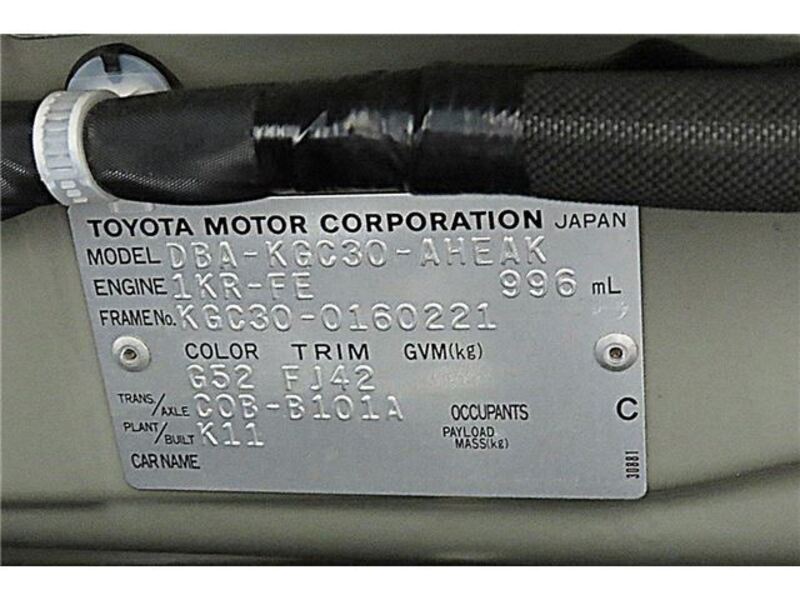 TOYOTA MOTOR CORPORATION JAPAN
MODEL DBA-KGC30-AHEAK
ENGINE 1KR-FE 996 mL
FRAME No. KGC30-0160221
COLOR TRIM GVM(kg)
G52 FJ42
TRANS./AXLE C0B-B101A OCCUPANTS C
PLANT/BUILT K11 PAYLOAD MASS(kg)
CAR NAME 30881